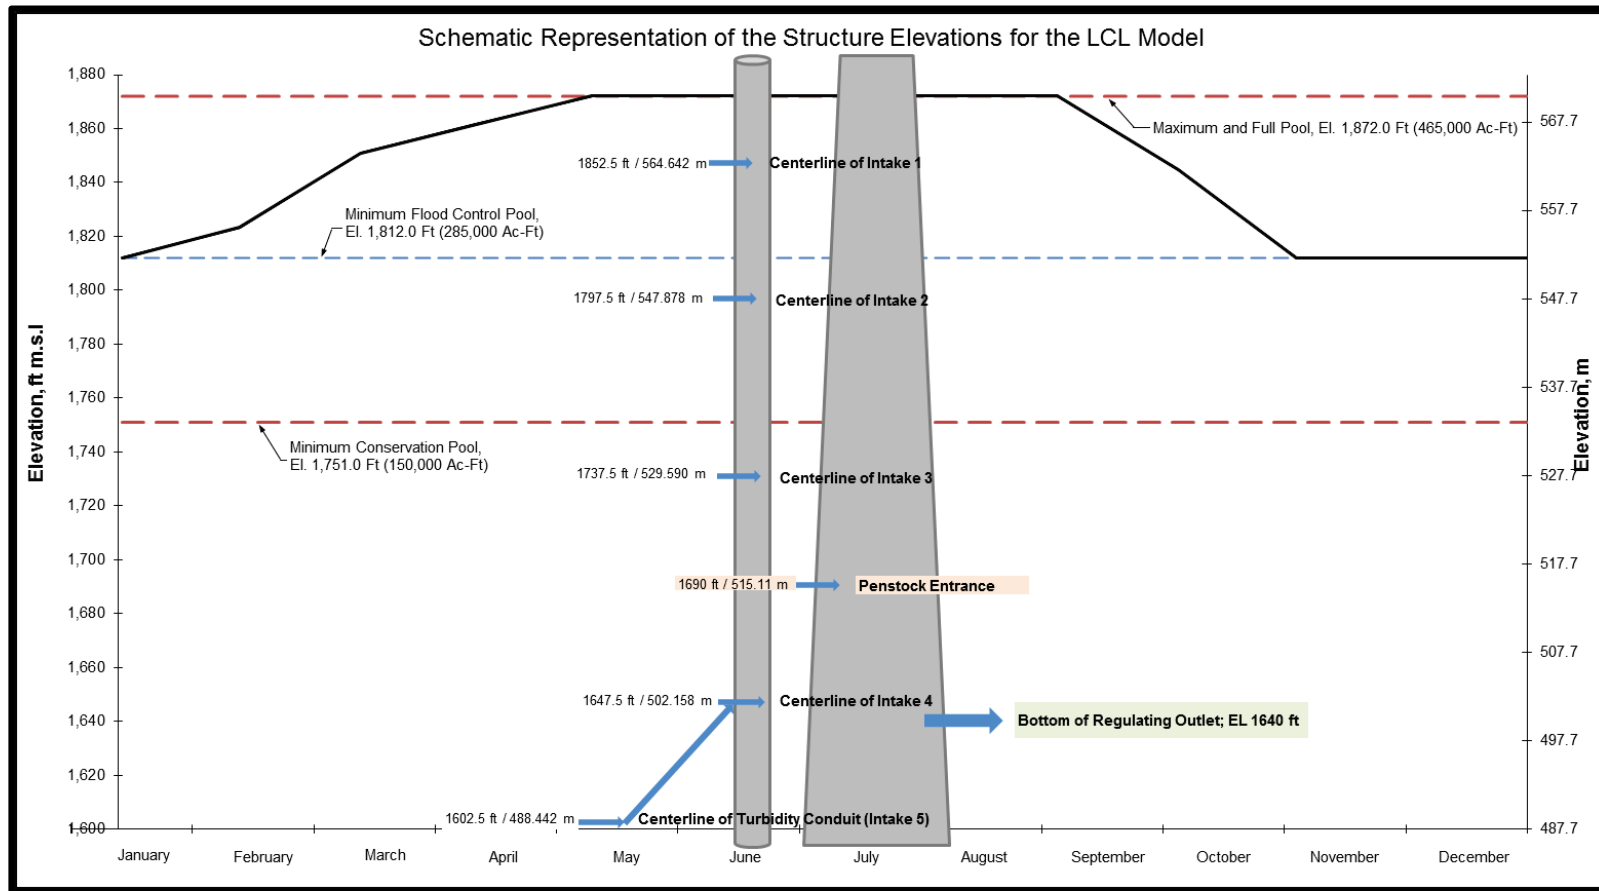 Schematic Representation of the Structure Elevations for the LCL Model
1,880
1,860
1,840
1,820
1,800
1,780
1,760
1,740
1,720
1,700
1,680
1,660
1,640
1,620
1,600
Elevation, ft m.s.l
Maximum and Full Pool, El. 1,872.0 Ft (465,000 Ac-Ft)
1852.5 ft / 564.642 m
Centerline of Intake 1
Minimum Flood Control Pool,
El. 1,812.0 Ft (285,000 Ac-Ft)
1797.5 ft / 547.878 m
Centerline of Intake 2
Minimum Conservation Pool,
El. 1,751.0 Ft (150,000 Ac-Ft)
1737.5 ft / 529.590 m
Centerline of Intake 3
1690 ft / 515.11 m
Penstock Entrance
1647.5 ft / 502.158 m
Centerline of Intake 4
Bottom of Regulating Outlet; EL 1640 ft
1602.5 ft / 488.442 m
Centerline of Turbidity Conduit (Intake 5)
567.7
557.7
547.7
537.7
527.7
517.7
507.7
497.7
487.7
Elevation, m
January
February
March
April
May
June
July
August
September
October
November
December